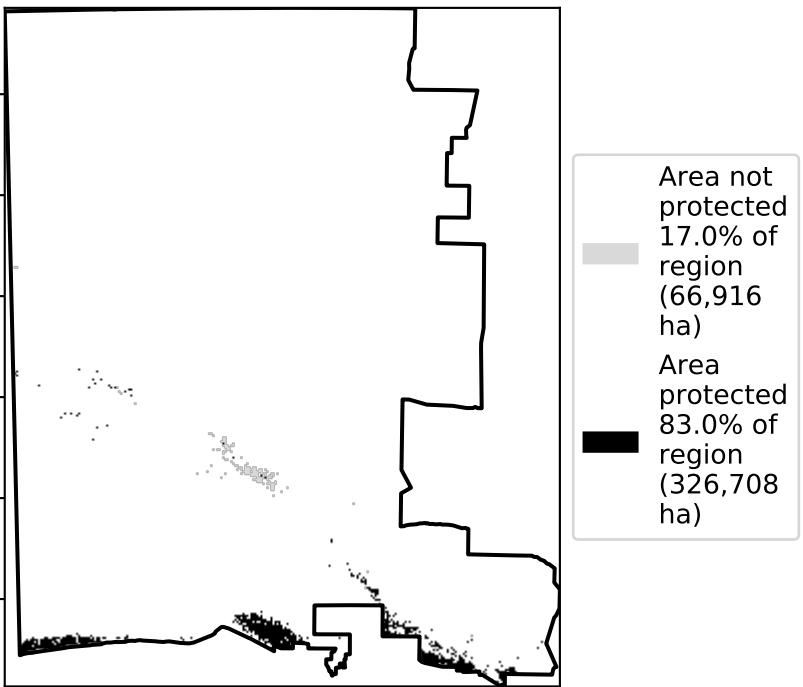 Area not
protected
17.0% of
region
(66,916
ha)
Area
protected
83.0% of
region
(326,708
ha)